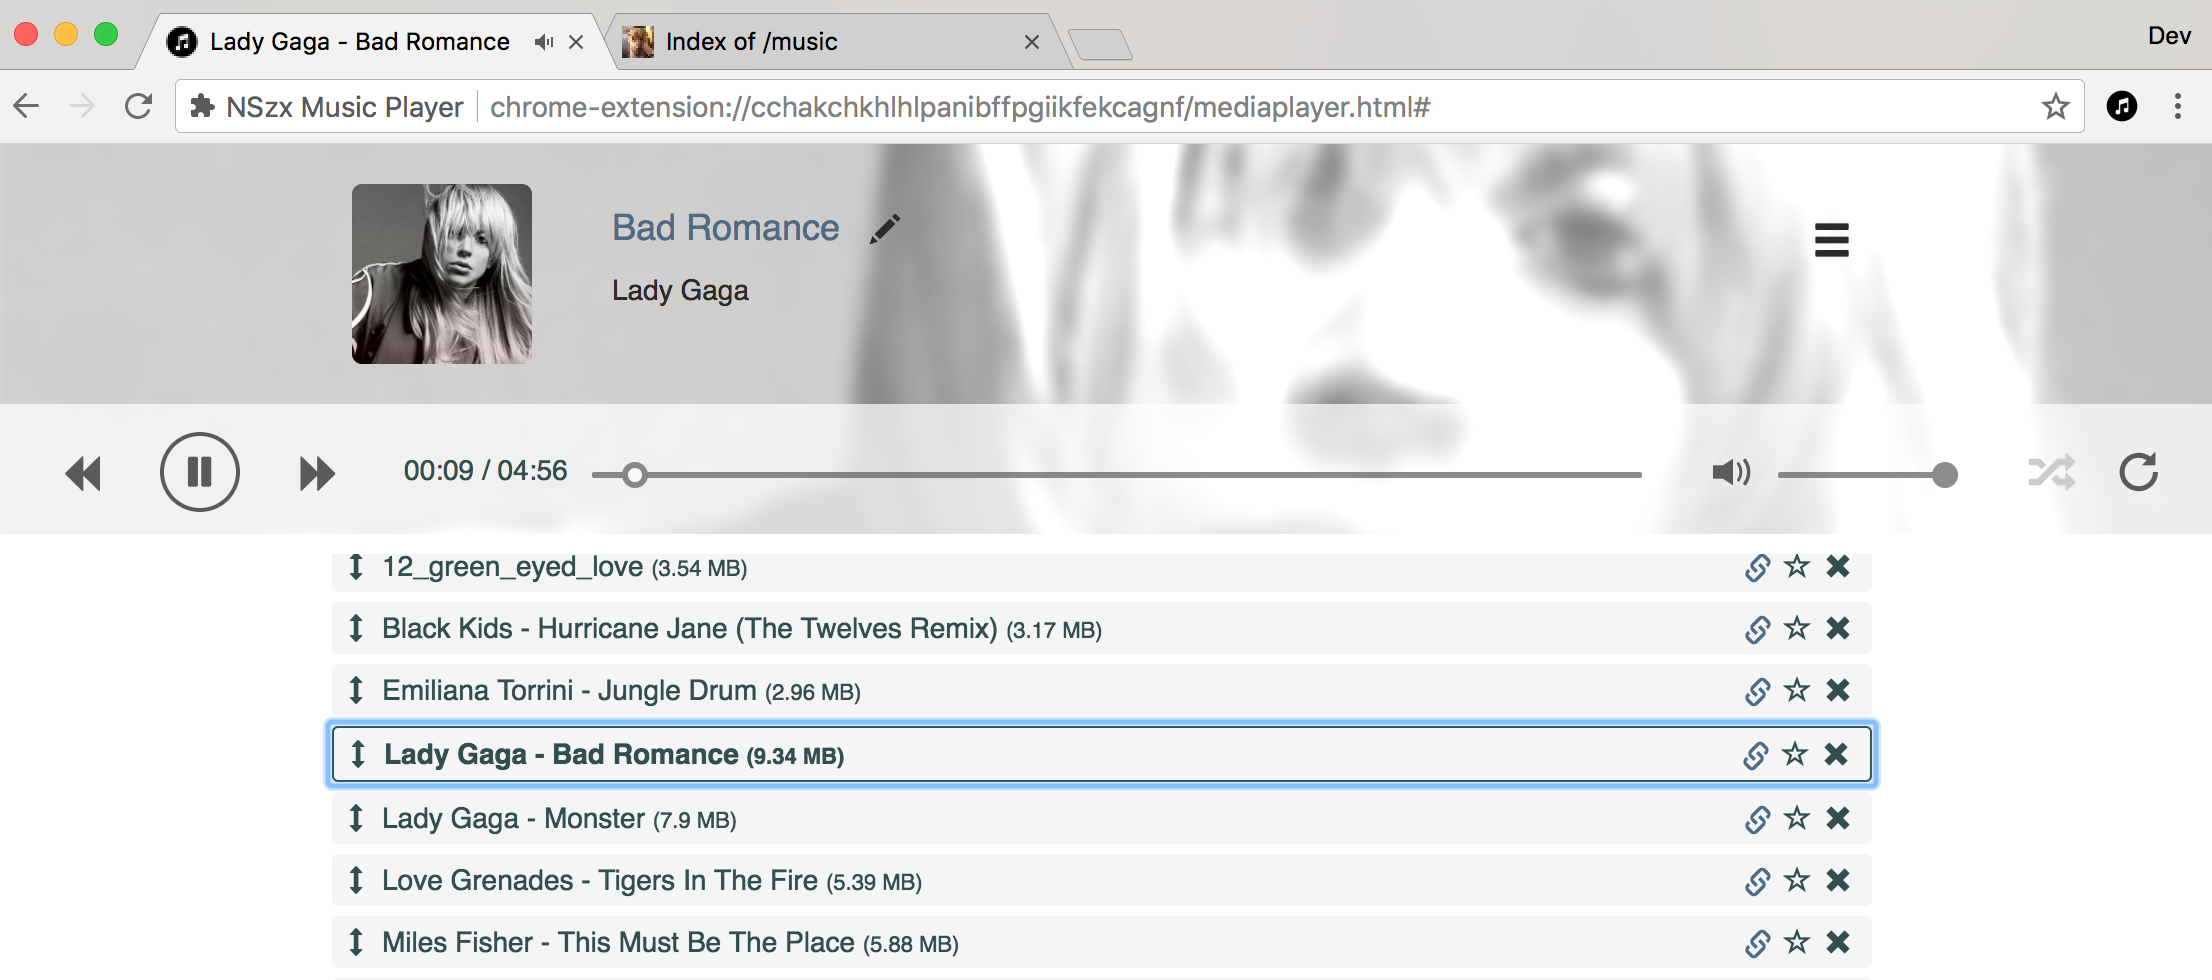 Lady Gaga - Bad Romance
Index of /music
Dev
NSzx Music Player
chrome-extension://cchakchkhlhlpanibffpgiikfekcagnf/mediaplayer.html#
Bad Romance
Lady Gaga
00:09 / 04:56
12_green_eyed_love (3.54 MB)
Black Kids - Hurricane Jane (The Twelves Remix) (3.17 MB)
Emiliana Torrini - Jungle Drum (2.96 MB)
Lady Gaga - Bad Romance (9.34 MB)
Lady Gaga - Monster (7.9 MB)
Love Grenades - Tigers In The Fire (5.39 MB)
Miles Fisher - This Must Be The Place (5.88 MB)